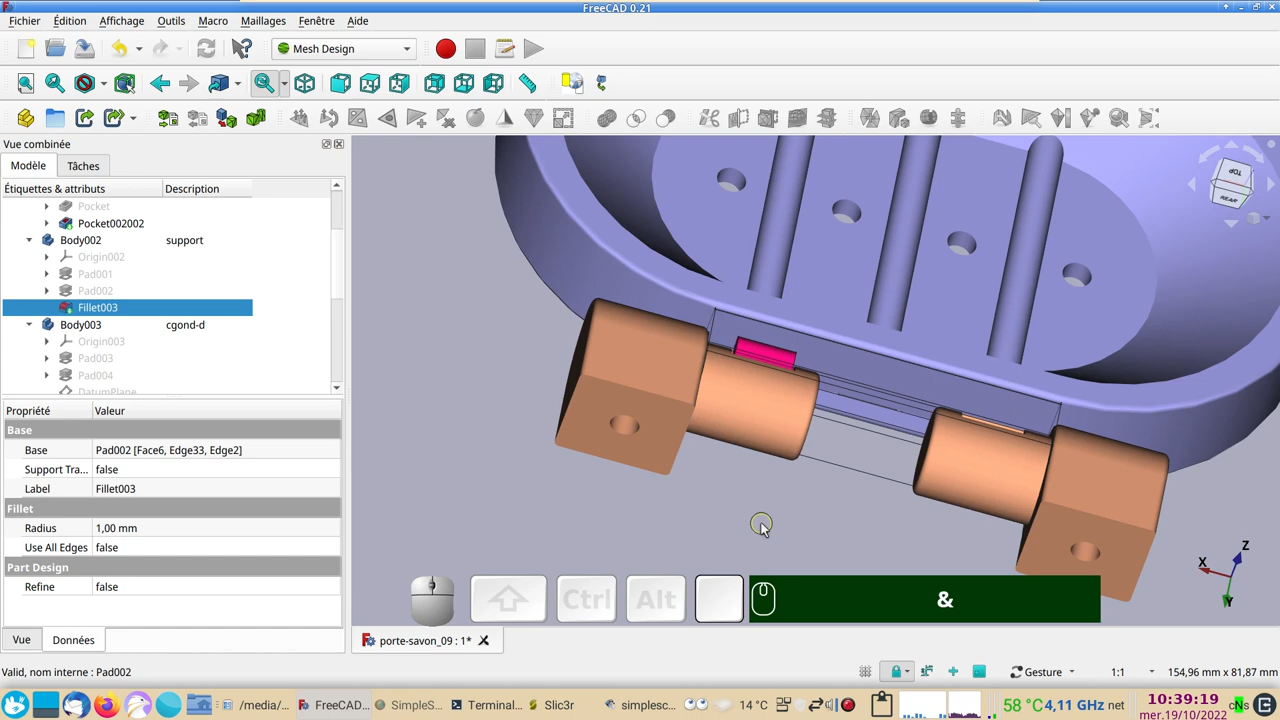 FreeCAD 0.21
Fichier Édition Affichage Outils Macro Maillages Fenêtre Aide
Mesh Design
Vue combinée
Modèle Tâches
Étiquettes & attributs Description
Pocket
Pocket002002
Body002 support
Origin002
Pad001
Pad002
Fillet003
Body003 cgond-d
Origin003
Pad003
Pad004
DatumPlane
Propriété Valeur
Base
Base Pad002 [Face6, Edge33, Edge2]
Support Tra... false
Label Fillet003
Fillet
Radius 1,00 mm
Use All Edges false
Part Design
Refine false
Vue Données
TOP
REAR
Z
X
Y
Ctrl Alt &
porte-savon_09 : 1*
Valid, nom interne : Pad002 Gesture 1:1 154,96 mm x 81,87 mm
/media/... FreeCAD... SimpleS... Terminal... Slic3r simplesc... 14 °C 58 °C 4,11 GHz net 10:39:19
mer.19/10/2022